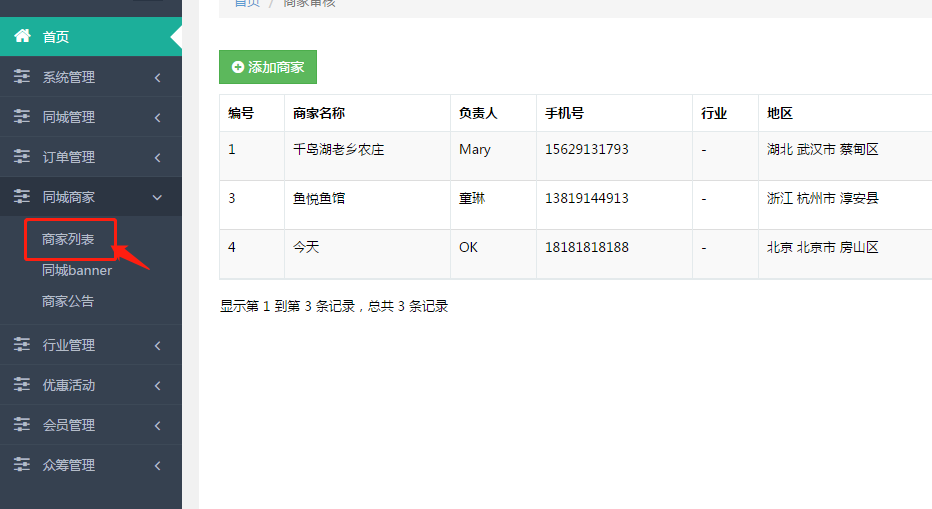 首页 / 商家审核
首页
系统管理
同城管理
订单管理
同城商家
商家列表
同城banner
商家公告
行业管理
优惠活动
会员管理
众筹管理
添加商家
编号 商家名称 负责人 手机号 行业 地区
1 千岛湖老乡农庄 Mary 15629131793 - 湖北 武汉市 蔡甸区
3 鱼悦鱼馆 童琳 13819144913 - 浙江 杭州市 淳安县
4 今天 OK 18181818188 - 北京 北京市 房山区
显示第 1 到第 3 条记录，总共 3 条记录